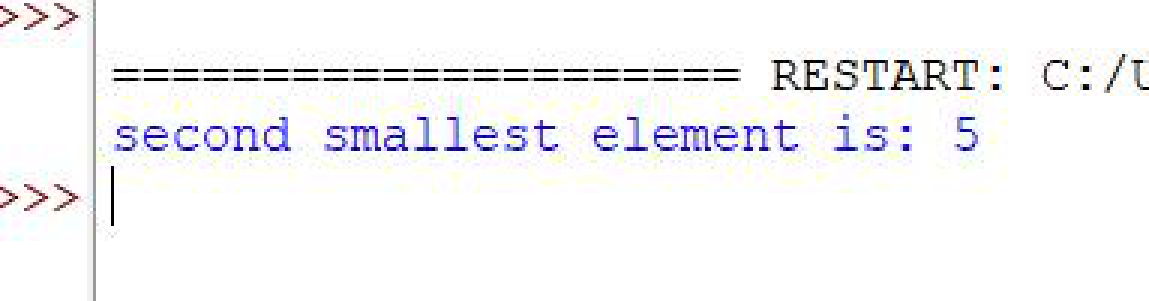 >>>
===================== RESTART: C:/U
second smallest element is: 5
>>>